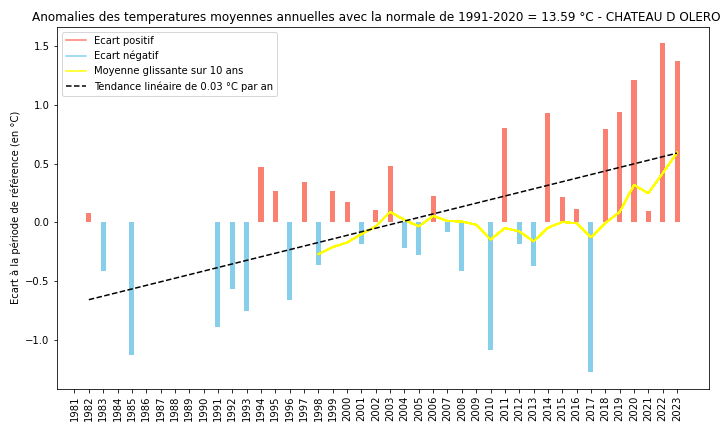 Anomalies des temperatures moyennes annuelles avec la normale de 1991-2020 = 13.59 °C - CHATEAU D OLERO
Ecart positif
Ecart négatif
Moyenne glissante sur 10 ans
Tendance linéaire de 0.03 °C par an
Ecart à la période de référence (en °C)
1.5
1.0
0.5
0.0
−0.5
−1.0
1981 1982 1983 1984 1985 1986 1987 1988 1989 1990 1991 1992 1993 1994 1995 1996 1997 1998 1999 2000 2001 2002 2003 2004 2005 2006 2007 2008 2009 2010 2011 2012 2013 2014 2015 2016 2017 2018 2019 2020 2021 2022 2023